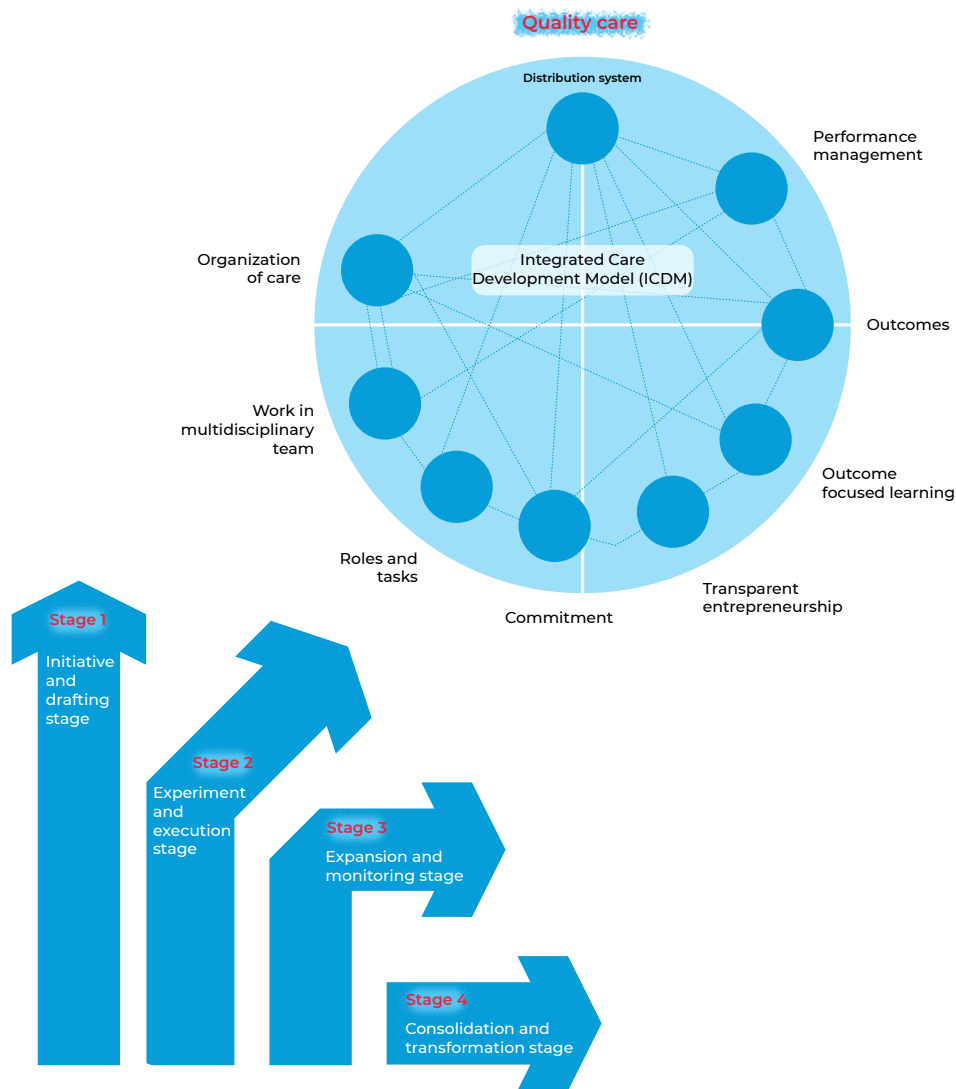 Quality care
Distribution system
Performance
management
Organization
of care
Integrated Care
Development Model (ICDM)
Outcomes
Work in
multidisciplinary
team
Outcome
focused learning
Roles and
tasks
Transparent
entrepreneurship
Commitment
Stage 1
Initiative
and
drafting
stage
Stage 2
Experiment
and
execution
stage
Stage 3
Expansion and
monitoring stage
Stage 4
Consolidation and
transformation stage